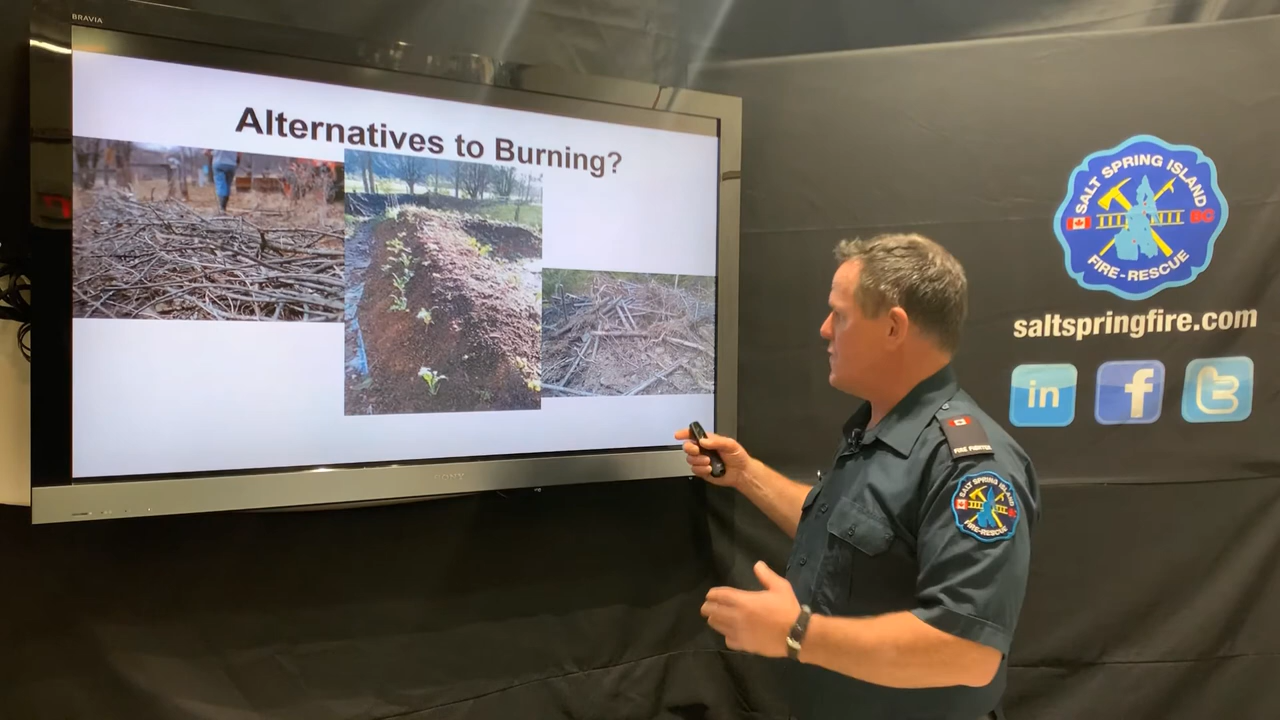 BRAVIA
Alternatives to Burning?
SONY
SALT SPRING ISLAND
BC
FIRE-RESCUE
saltspringfire.com
in
f
t
FIRE FIGHTER
SALT SPRING ISLAND
BC
FIRE-RESCUE